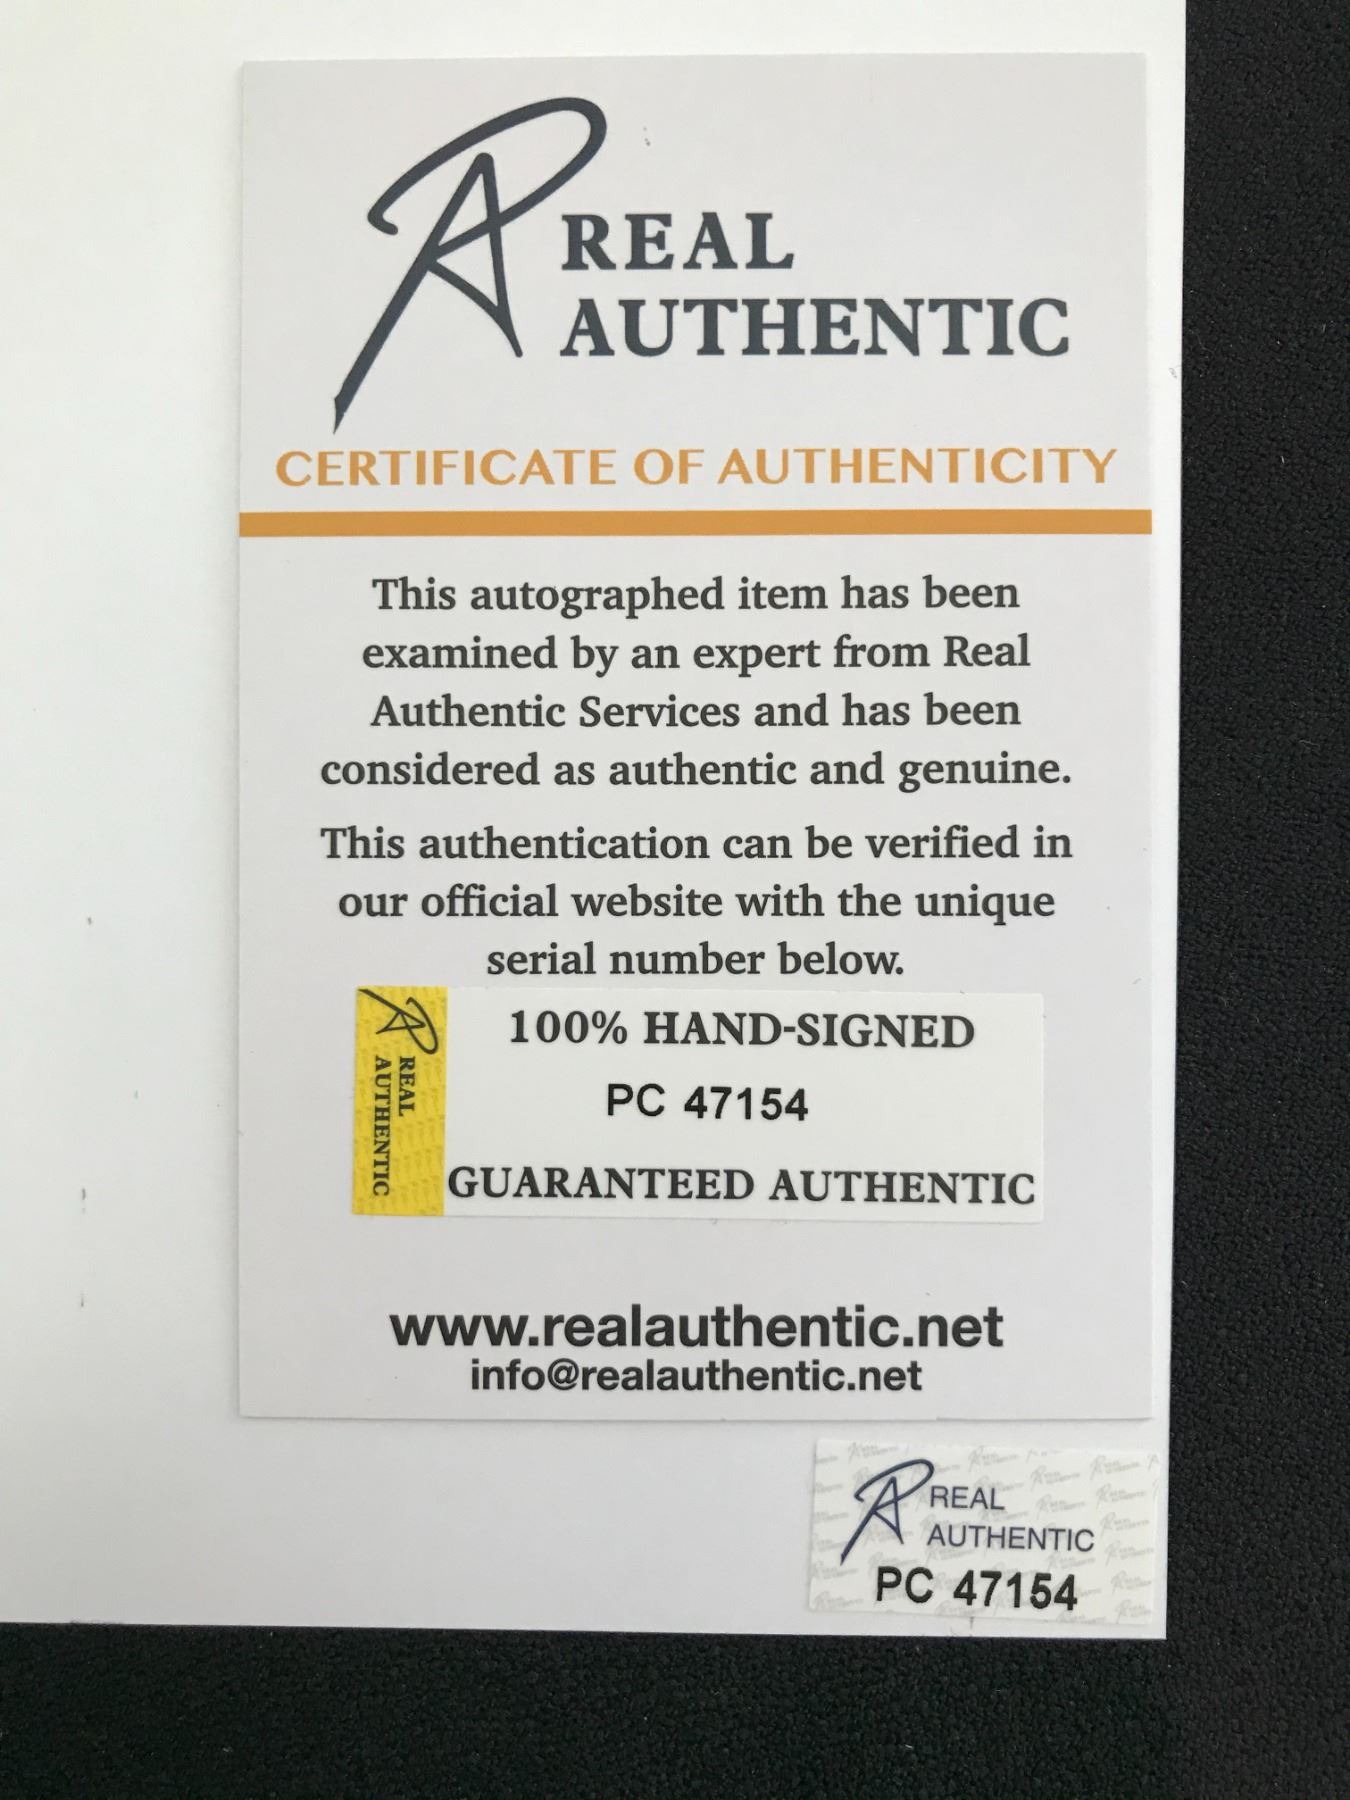 REAL
AUTHENTIC
CERTIFICATE OF AUTHENTICITY
This autographed item has been
examined by an expert from Real
Authentic Services and has been
considered as authentic and genuine.
This authentication can be verified in
our official website with the unique
serial number below.
REAL
AUTHENTIC
100% HAND-SIGNED
PC 47154
GUARANTEED AUTHENTIC
www.realauthentic.net
info@realauthentic.net
REAL
AUTHENTIC
PC 47154